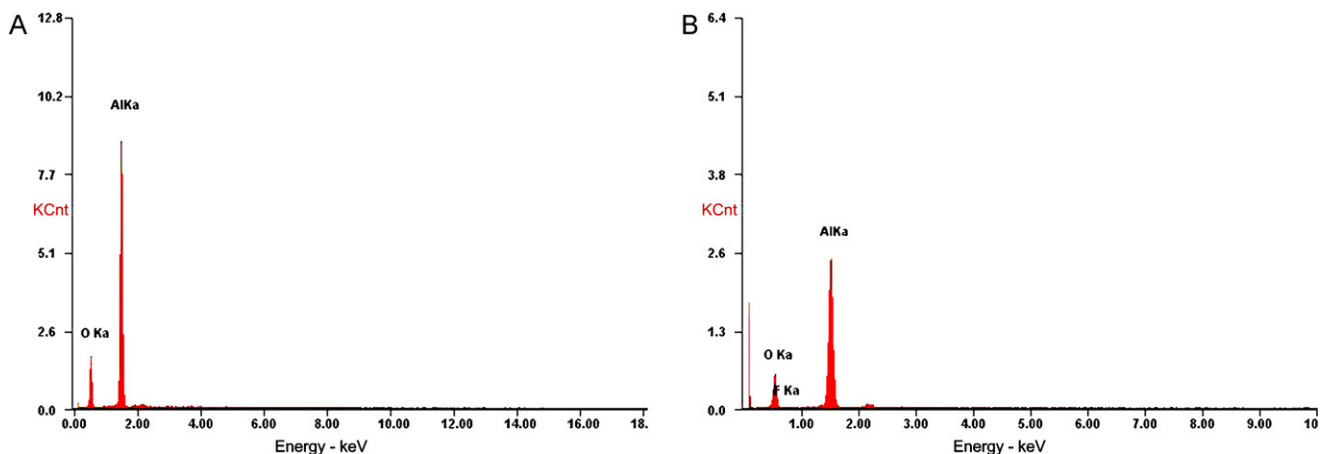 A
12.8
10.2
AlKa
7.7
KCnt
5.1
2.6
O Ka
0.0
0.00 2.00 4.00 6.00 8.00 10.00 12.00 14.00 16.00 18.
Energy - keV
B
6.4
5.1
3.8
KCnt
2.6
AlKa
1.3
O Ka
F Ka
0.0
1.00 2.00 3.00 4.00 5.00 6.00 7.00 8.00 9.00 10
Energy - keV